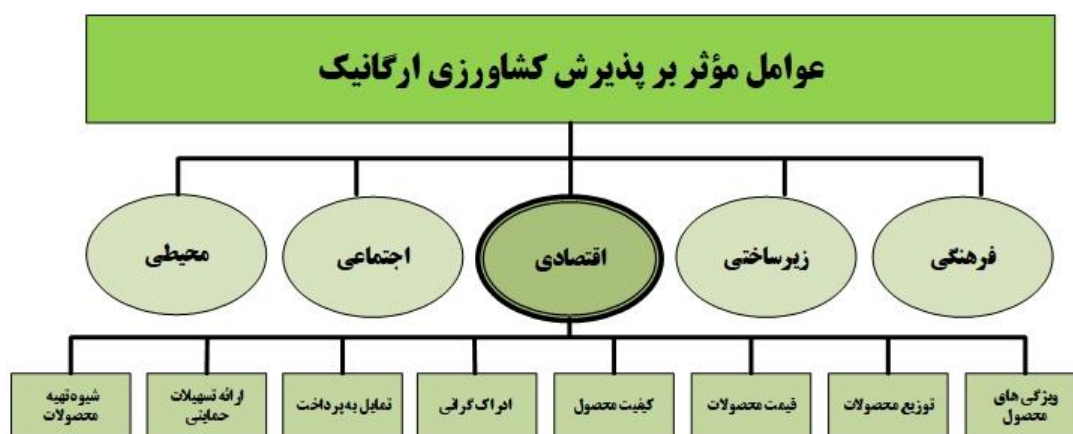 عوامل مؤثر بر پذیرش کشاورزی ارگانیک
فرهنگی
زیرساختی
اقتصادی
اجتماعی
محیطی
ویژگی های
محصول
توزیع محصولات
قیمت محصولات
کیفیت محصول
ادراک گرانی
تمایل به پرداخت
ارائه تسهیلات
حمایتی
شیوه تهیه
محصولات